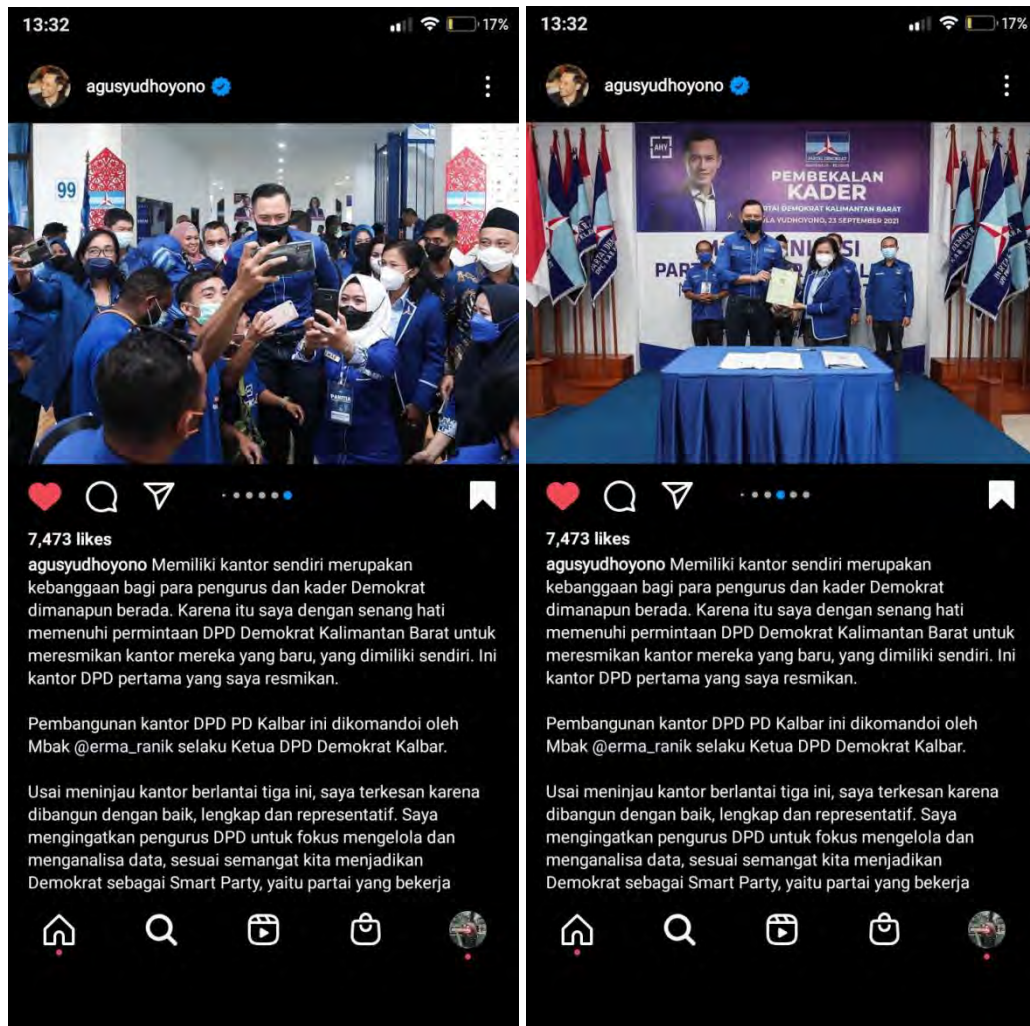 13:32
17%
agusyudhoyono
99
PANITIA
7,473 likes
agusyudhoyono Memiliki kantor sendiri merupakan
kebanggaan bagi para pengurus dan kader Demokrat
dimanapun berada. Karena itu saya dengan senang hati
memenuhi permintaan DPD Demokrat Kalimantan Barat untuk
meresmikan kantor mereka yang baru, yang dimiliki sendiri. Ini
kantor DPD pertama yang saya resmikan.
Pembangunan kantor DPD PD Kalbar ini dikomandoi oleh
Mbak @erma_ranik selaku Ketua DPD Demokrat Kalbar.
Usai meninjau kantor berlantai tiga ini, saya terkesan karena
dibangun dengan baik, lengkap dan representatif. Saya
mengingatkan pengurus DPD untuk fokus mengelola dan
menganalisa data, sesuai semangat kita menjadikan
Demokrat sebagai Smart Party, yaitu partai yang bekerja
13:32
17%
agusyudhoyono
AHY
PARTAI DEMOKRAT
PEMBEKALAN
KADER
RTAI DEMOKRAT KALIMANTAN BARAT
LA YUDHOYONO, 23 SEPTEMBER 2021
7,473 likes
agusyudhoyono Memiliki kantor sendiri merupakan
kebanggaan bagi para pengurus dan kader Demokrat
dimanapun berada. Karena itu saya dengan senang hati
memenuhi permintaan DPD Demokrat Kalimantan Barat untuk
meresmikan kantor mereka yang baru, yang dimiliki sendiri. Ini
kantor DPD pertama yang saya resmikan.
Pembangunan kantor DPD PD Kalbar ini dikomandoi oleh
Mbak @erma_ranik selaku Ketua DPD Demokrat Kalbar.
Usai meninjau kantor berlantai tiga ini, saya terkesan karena
dibangun dengan baik, lengkap dan representatif. Saya
mengingatkan pengurus DPD untuk fokus mengelola dan
menganalisa data, sesuai semangat kita menjadikan
Demokrat sebagai Smart Party, yaitu partai yang bekerja